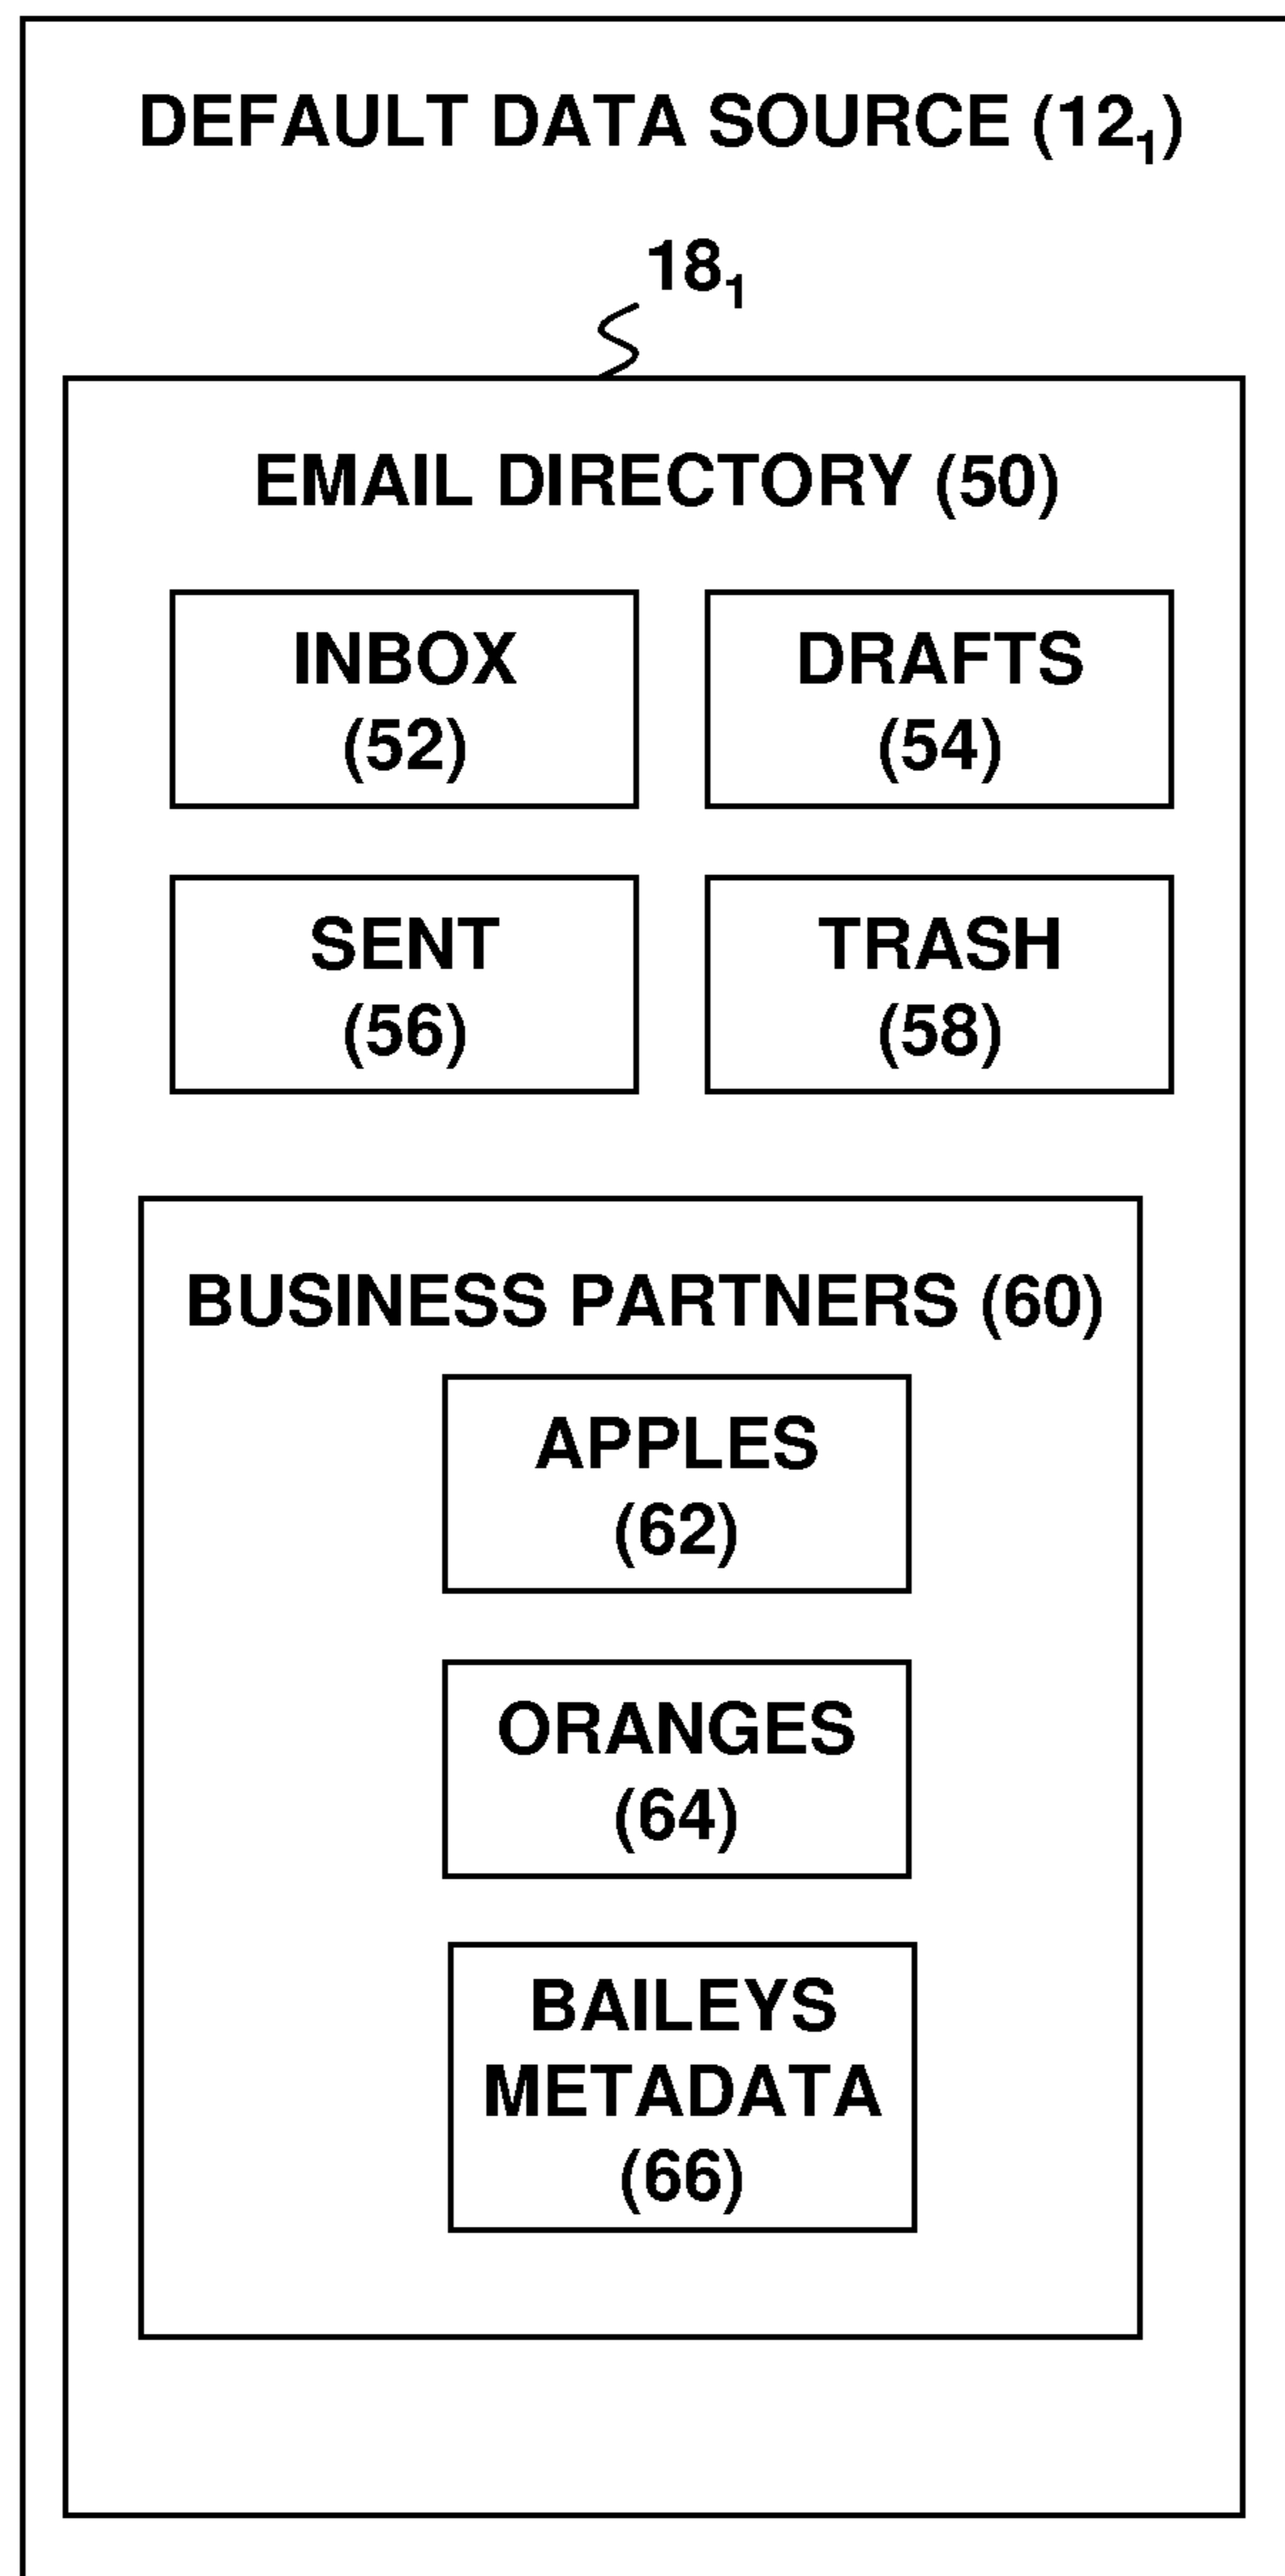 DEFAULT DATA SOURCE (12₁)
18₁
EMAIL DIRECTORY (50)
INBOX
(52)
DRAFTS
(54)
SENT
(56)
TRASH
(58)
BUSINESS PARTNERS (60)
APPLES
(62)
ORANGES
(64)
BAILEYS
METADATA
(66)